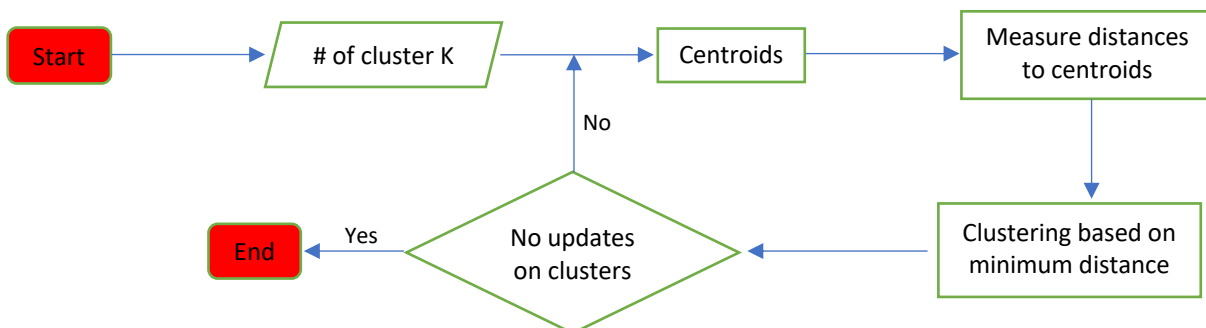 Start
# of cluster K
Centroids
Measure distances
to centroids
No
Clustering based on
minimum distance
No updates
on clusters
Yes
End